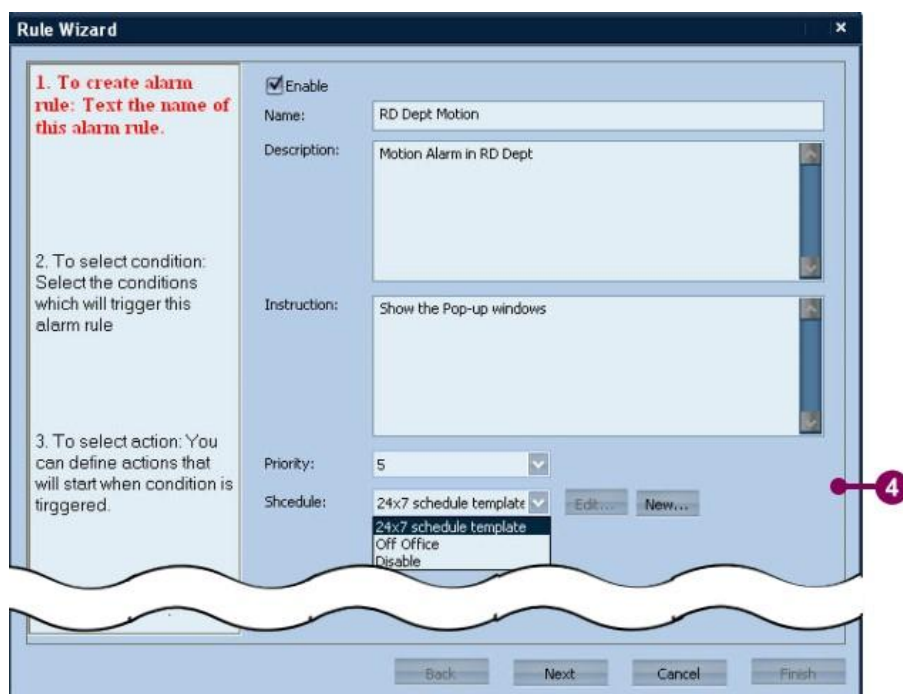 Rule Wizard
1. To create alarm
rule: Text the name of
this alarm rule.
2. To select condition:
Select the conditions
which will trigger this
alarm rule
3. To select action: You
can define actions that
will start when condition is
tirggered.
Enable
Name:
RD Dept Motion
Description:
Motion Alarm in RD Dept
Instruction:
Show the Pop-up windows
Priority:
5
Shcedule:
24x7 schedule template
Edit...
New...
24x7 schedule template
Off Office
Disable
4
Back
Next
Cancel
Finish